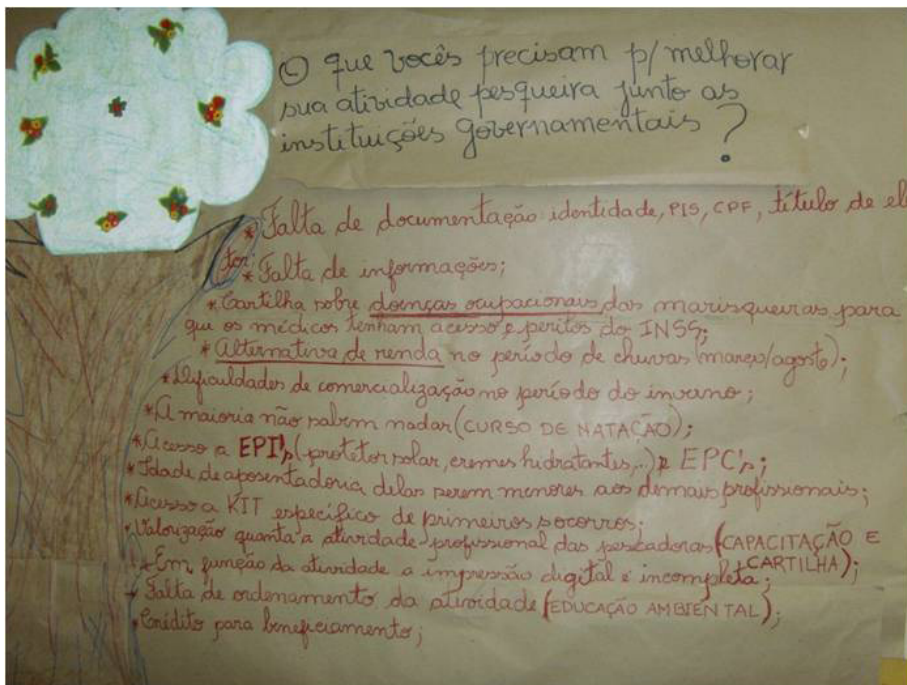 O que vocês precisam p/ melhorar
sua atividade pesqueira junto as
instituições governamentais?
* Falta de documentação identidade, PIS, CPF, título de elei
tor;
* Falta de informações;
* Cartilha sobre doenças ocupacionais das marisqueiras para
que os médicos tenham acesso e peritos do INSS;
* Alternativa de renda no período de chuvas (março/agosto);
* Dificuldades de comercialização no período do inverno;
* A maioria não sabem nadar (CURSO DE NATAÇÃO);
* Acesso a EPI's (protetor solar, cremes hidratantes,...) e EPC's;
* Idade de aposentadoria delas serem menores aos demais profissionais;
* Acesso a KIT específico de primeiros socorros;
* Valorização quanta a atividade profissional das pescadoras (CAPACITAÇÃO E
CARTILHA);
* Em função da atividade a impressão digital é incompleta;
* Falta de ordenamento da atividade (EDUCAÇÃO AMBIENTAL);
* Crédito para beneficiamento;